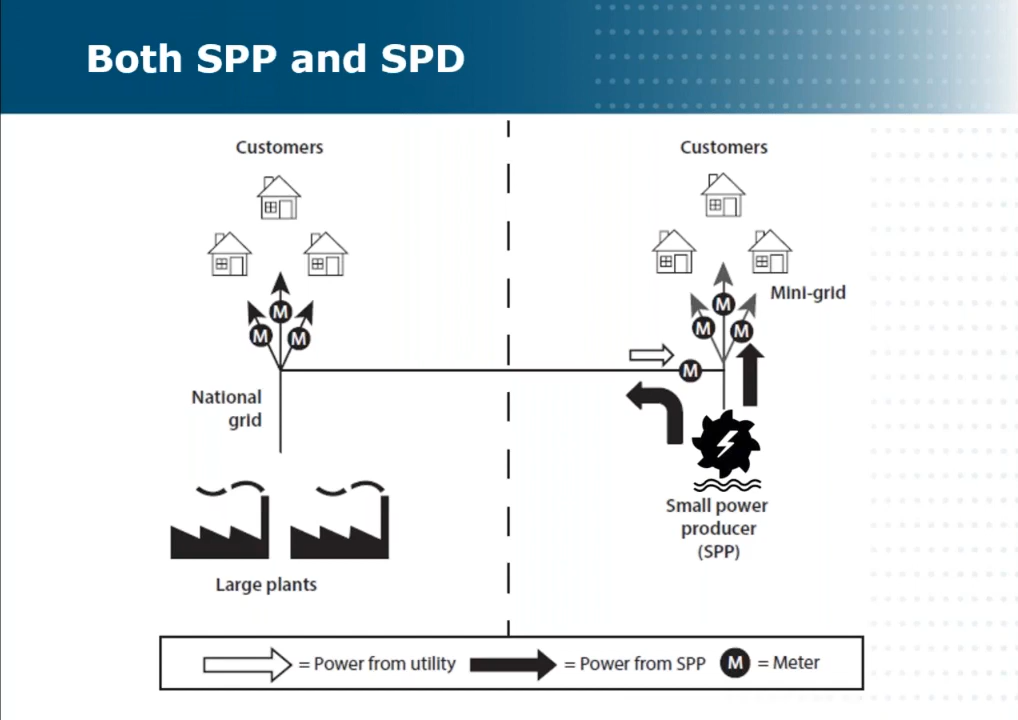 Both SPP and SPD
Customers
Customers
Mini-grid
M
M
M
M
M
M
M
National
grid
Small power
producer
(SPP)
Large plants
= Power from utility
= Power from SPP
M = Meter